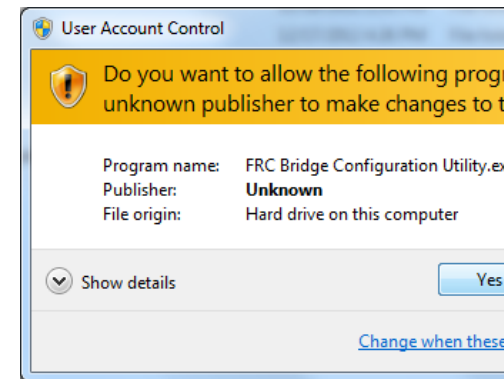 User Account Control
Do you want to allow the following progr
unknown publisher to make changes to t
Program name: FRC Bridge Configuration Utility.ex
Publisher: Unknown
File origin: Hard drive on this computer
Show details
Yes
Change when these